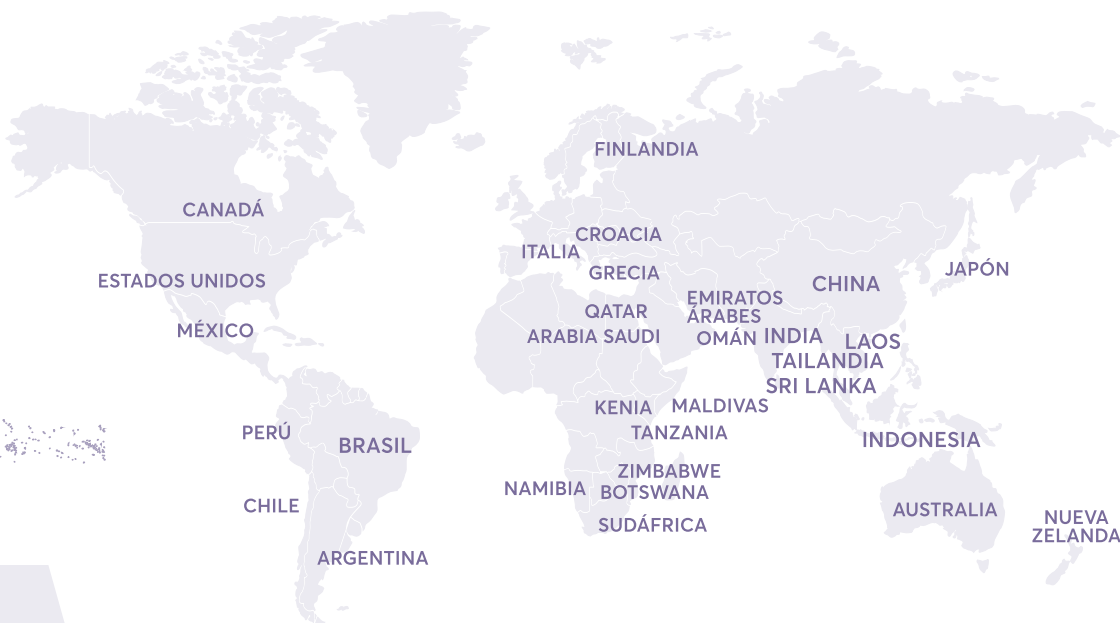 FINLANDIA
CANADÁ
CROACIA
ITALIA
GRECIA
JAPÓN
ESTADOS UNIDOS
CHINA
EMIRATOS
ÁRABES
QATAR
MÉXICO
ARABIA SAUDI
OMÁN
INDIA
LAOS
TAILANDIA
SRI LANKA
KENIA
MALDIVAS
PERÚ
TANZANIA
BRASIL
INDONESIA
ZIMBABWE
NAMIBIA
BOTSWANA
CHILE
AUSTRALIA
NUEVA
ZELANDA
SUDÁFRICA
ARGENTINA